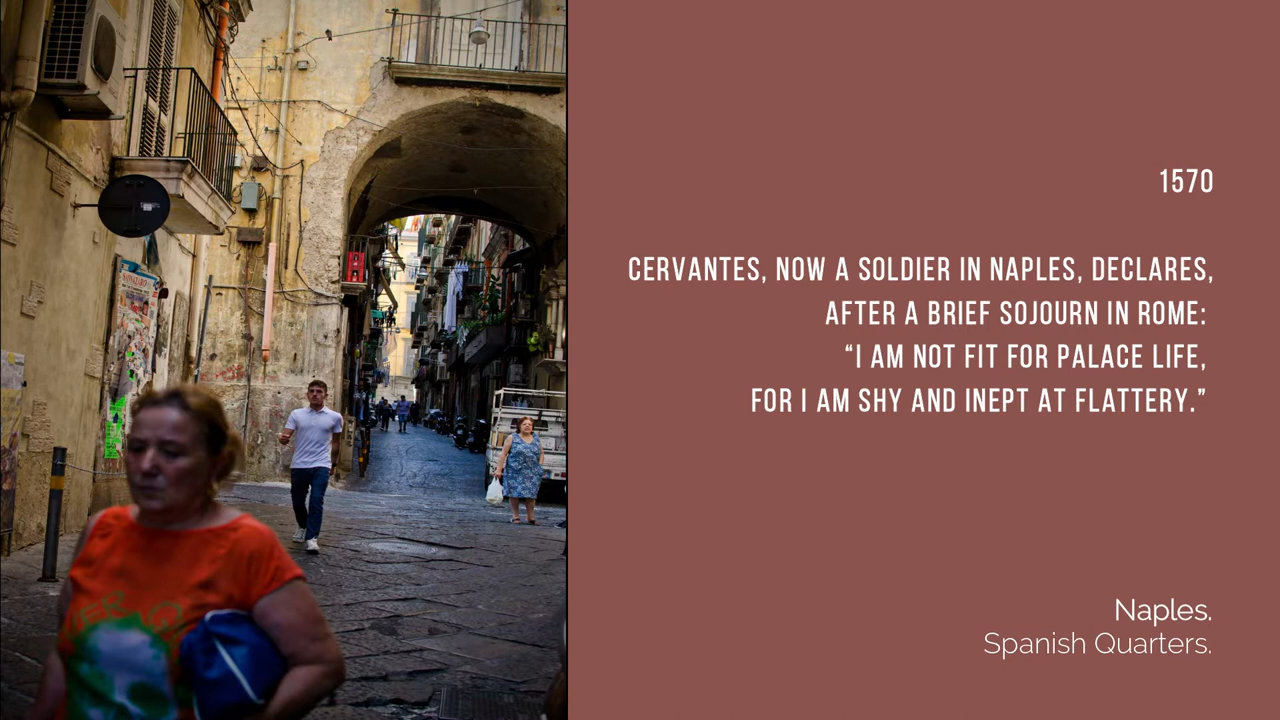 1570
CERVANTES, NOW A SOLDIER IN NAPLES, DECLARES,
AFTER A BRIEF SOJOURN IN ROME:
“I AM NOT FIT FOR PALACE LIFE,
FOR I AM SHY AND INEPT AT FLATTERY.”
Naples.
Spanish Quarters.